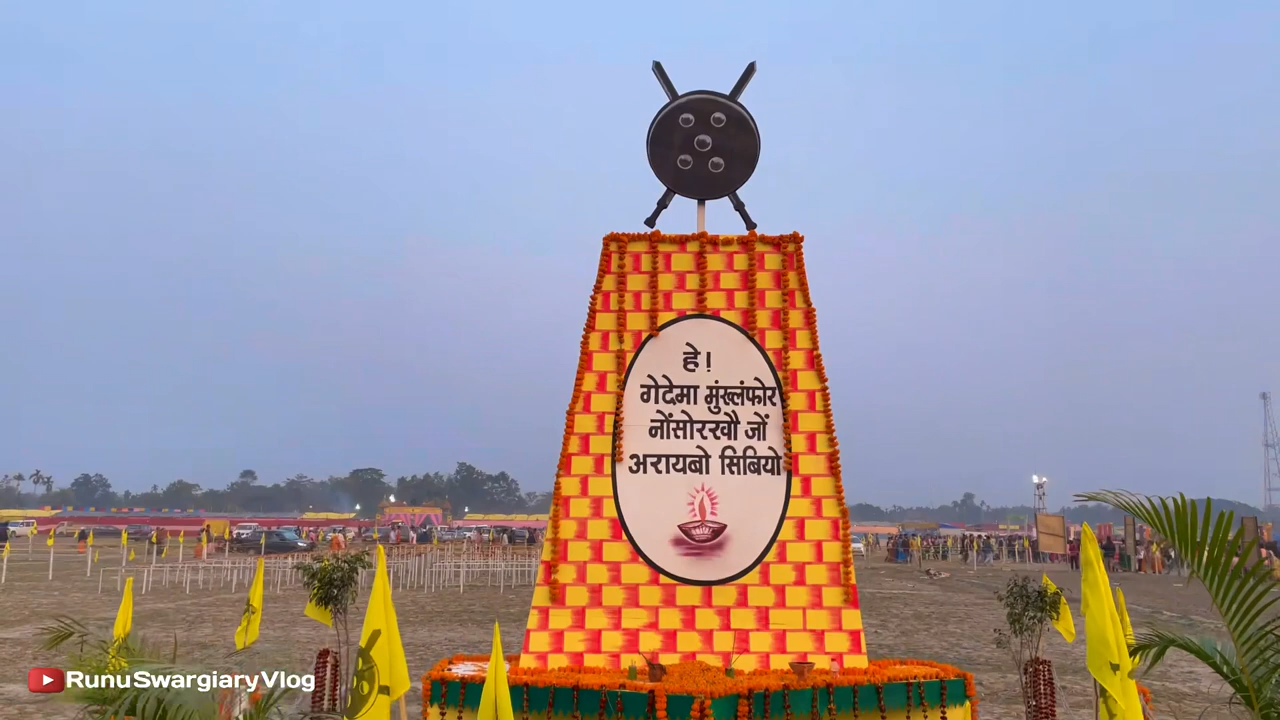 हे!
गेदेमा मुंख्लंफोर
नोंसोरखौ जों
अरायबो सिबियो
RunuSwargiaryVlog